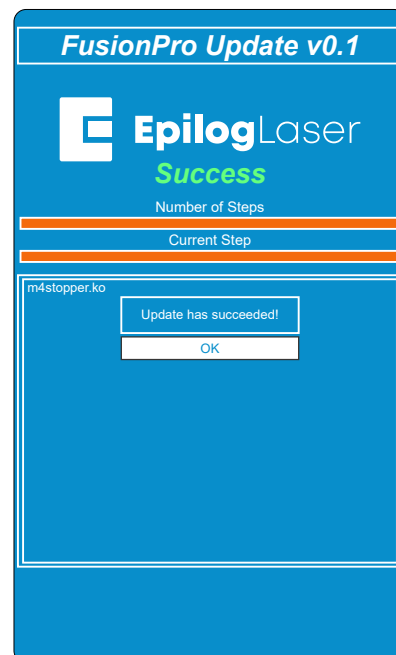 FusionPro Update v0.1
EpilogLaser
Success
Number of Steps
Current Step
m4stopper.ko
Update has succeeded!
OK